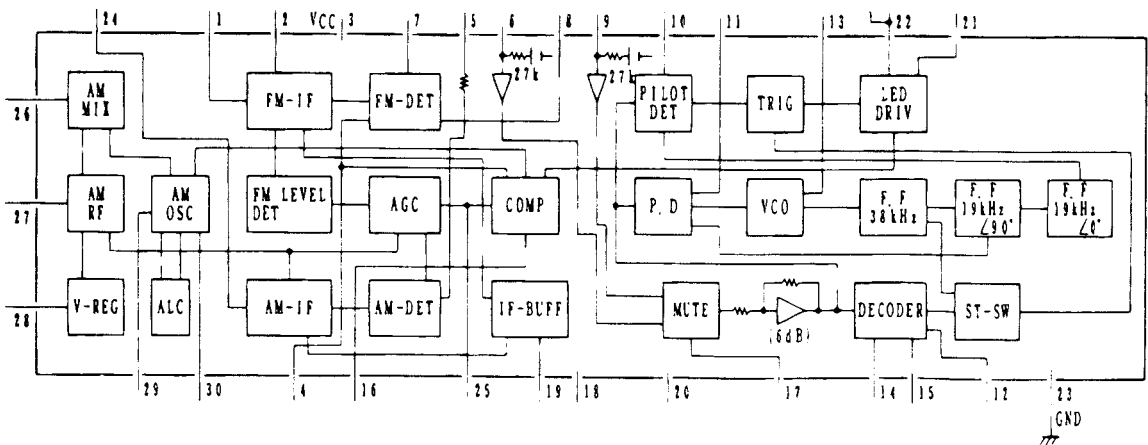 24 1 2 VCC 3 7 5 6 8 9 10 11 13 22 21
27k 27k
26 AM MIX FM-IF FM-DET PILOT DET TRIG LED DRIV
27 AM RF AM OSC FM LEVEL DET AGC COMP P.D VCO F.F 38kHz F.F 19kHz ∠90° F.F 19kHz ∠0°
28 V-REG ALC AM-IF AM-DET IF-BUFF MUTE (6dB) DECODER ST-SW
29 30 4 16 25 19 18 20 17 14 15 12 23
GND